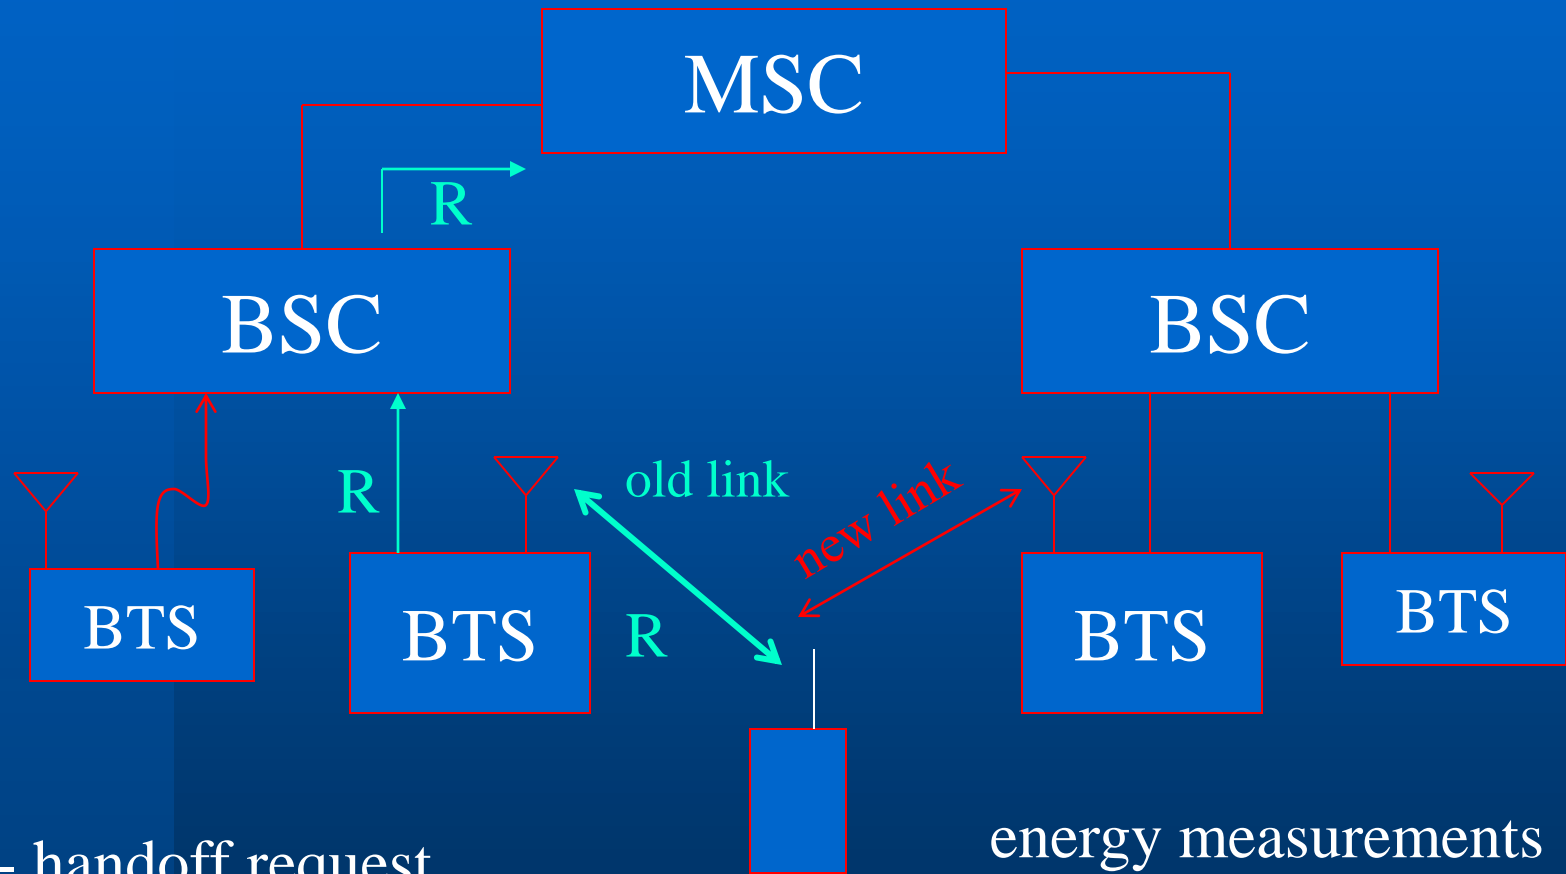 MSC
R
BSC
BSC
R
old link
new link
BTS
BTS
R
BTS
BTS
energy measurements
- handoff request